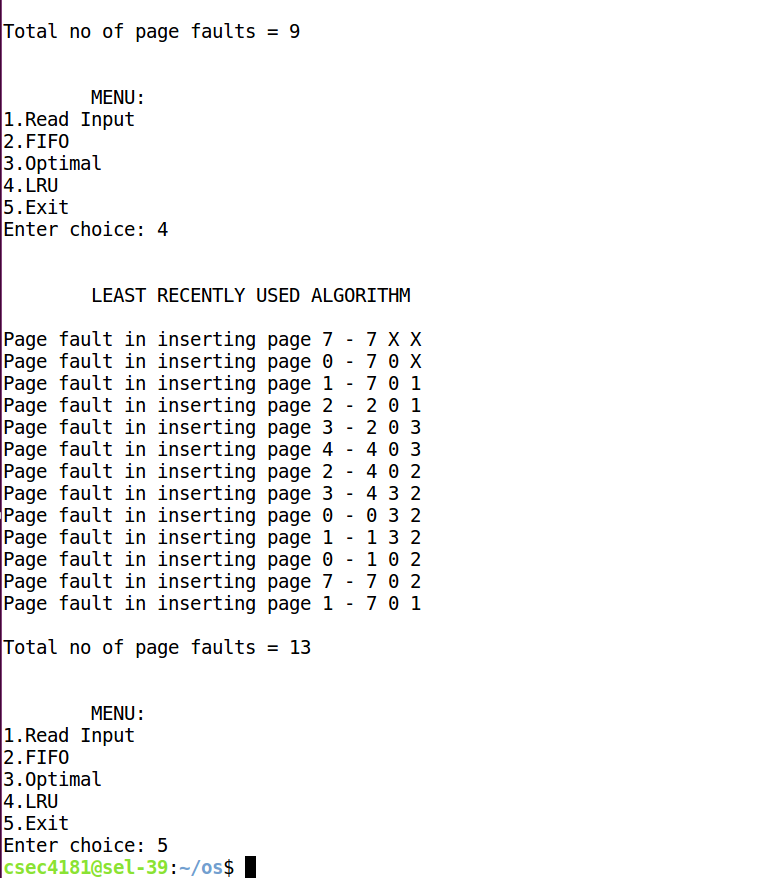 Total no of page faults = 9
MENU:
1.Read Input
2.FIFO
3.Optimal
4.LRU
5.Exit
Enter choice: 4
LEAST RECENTLY USED ALGORITHM
Page fault in inserting page 7 - 7 X X
Page fault in inserting page 0 - 7 0 X
Page fault in inserting page 1 - 7 0 1
Page fault in inserting page 2 - 2 0 1
Page fault in inserting page 3 - 2 0 3
Page fault in inserting page 4 - 4 0 3
Page fault in inserting page 2 - 4 0 2
Page fault in inserting page 3 - 4 3 2
Page fault in inserting page 0 - 0 3 2
Page fault in inserting page 1 - 1 3 2
Page fault in inserting page 0 - 1 0 2
Page fault in inserting page 7 - 7 0 2
Page fault in inserting page 1 - 7 0 1
Total no of page faults = 13
MENU:
1.Read Input
2.FIFO
3.Optimal
4.LRU
5.Exit
Enter choice: 5
csec4181@sel-39:~/os$